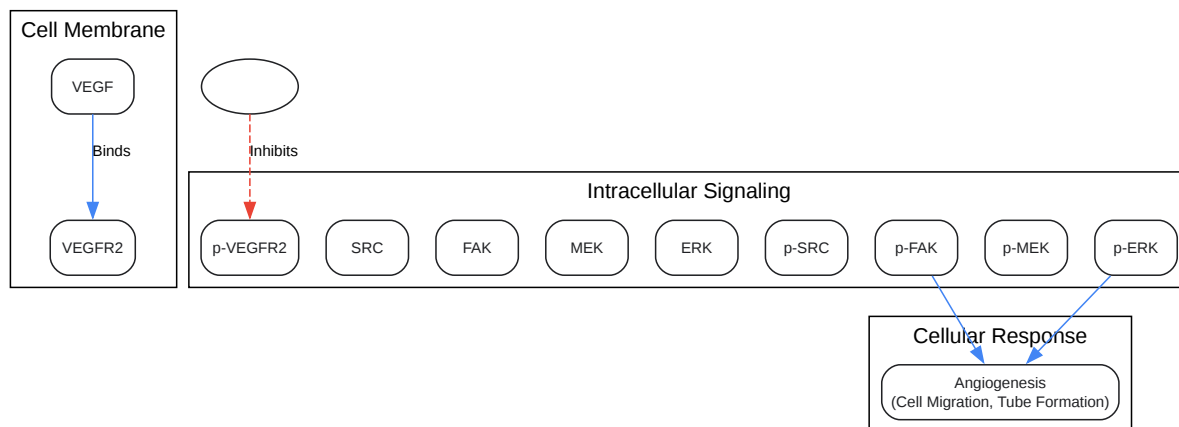 Cell Membrane
VEGF
Binds
Inhibits
Intracellular Signaling
VEGFR2
p-VEGFR2
SRC
FAK
MEK
ERK
p-SRC
p-FAK
p-MEK
p-ERK
Cellular Response
Angiogenesis
(Cell Migration, Tube Formation)